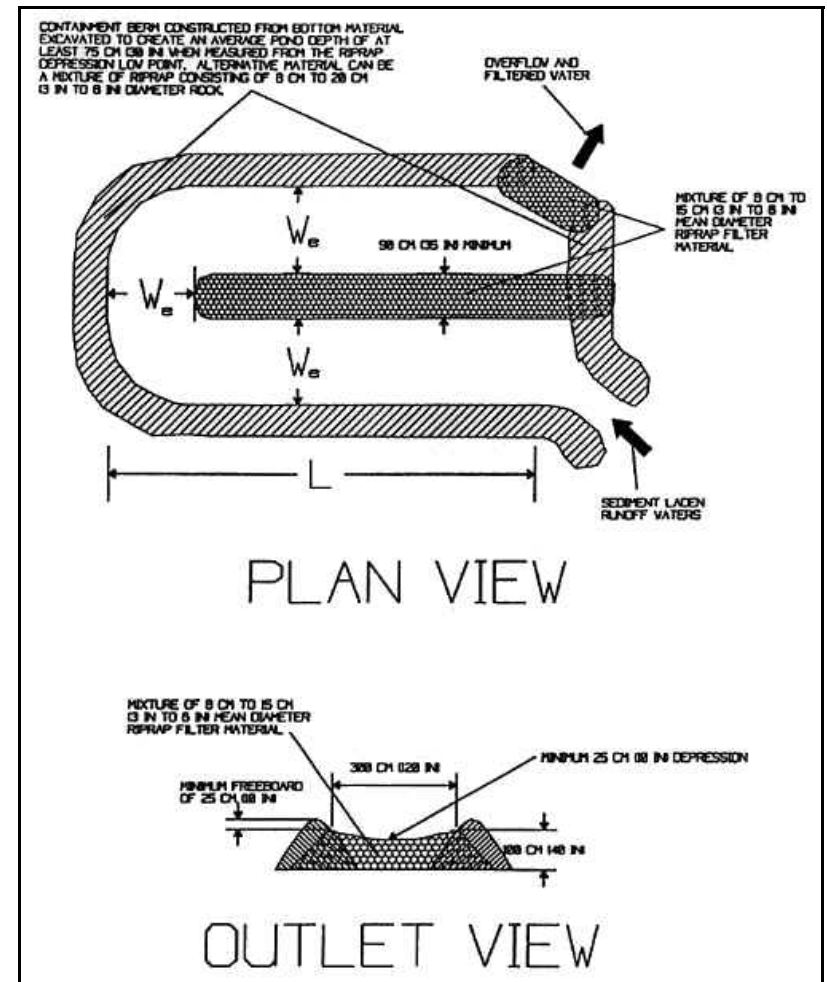 CONTAINMENT BERM CONSTRUCTED FROM BOTTOM MATERIAL
EXCAVATED TO CREATE AN AVERAGE POND DEPTH OF AT
LEAST 75 CM (30 IN) WHEN MEASURED FROM THE RIPRAP
DEPRESSION LOW POINT. ALTERNATIVE MATERIAL CAN BE
A MIXTURE OF RIPRAP CONSISTING OF 8 CM TO 20 CM
(3 IN TO 8 IN) DIAMETER ROCK.
OVERFLOW AND
FILTERED WATER
MIXTURE OF 8 CM TO
15 CM (3 IN TO 6 IN)
MEAN DIAMETER
RIPRAP FILTER
MATERIAL
We
90 CM (35 IN) MINIMUM
We
We
L
SEDIMENT LADEN
RUNOFF WATERS
PLAN VIEW
MIXTURE OF 8 CM TO 15 CM
(3 IN TO 6 IN) MEAN DIAMETER
RIPRAP FILTER MATERIAL
300 CM (120 IN)
MINIMUM 25 CM (10 IN) DEPRESSION
MINIMUM FREEBOARD
OF 25 CM (10 IN)
100 CM (40 IN)
OUTLET VIEW